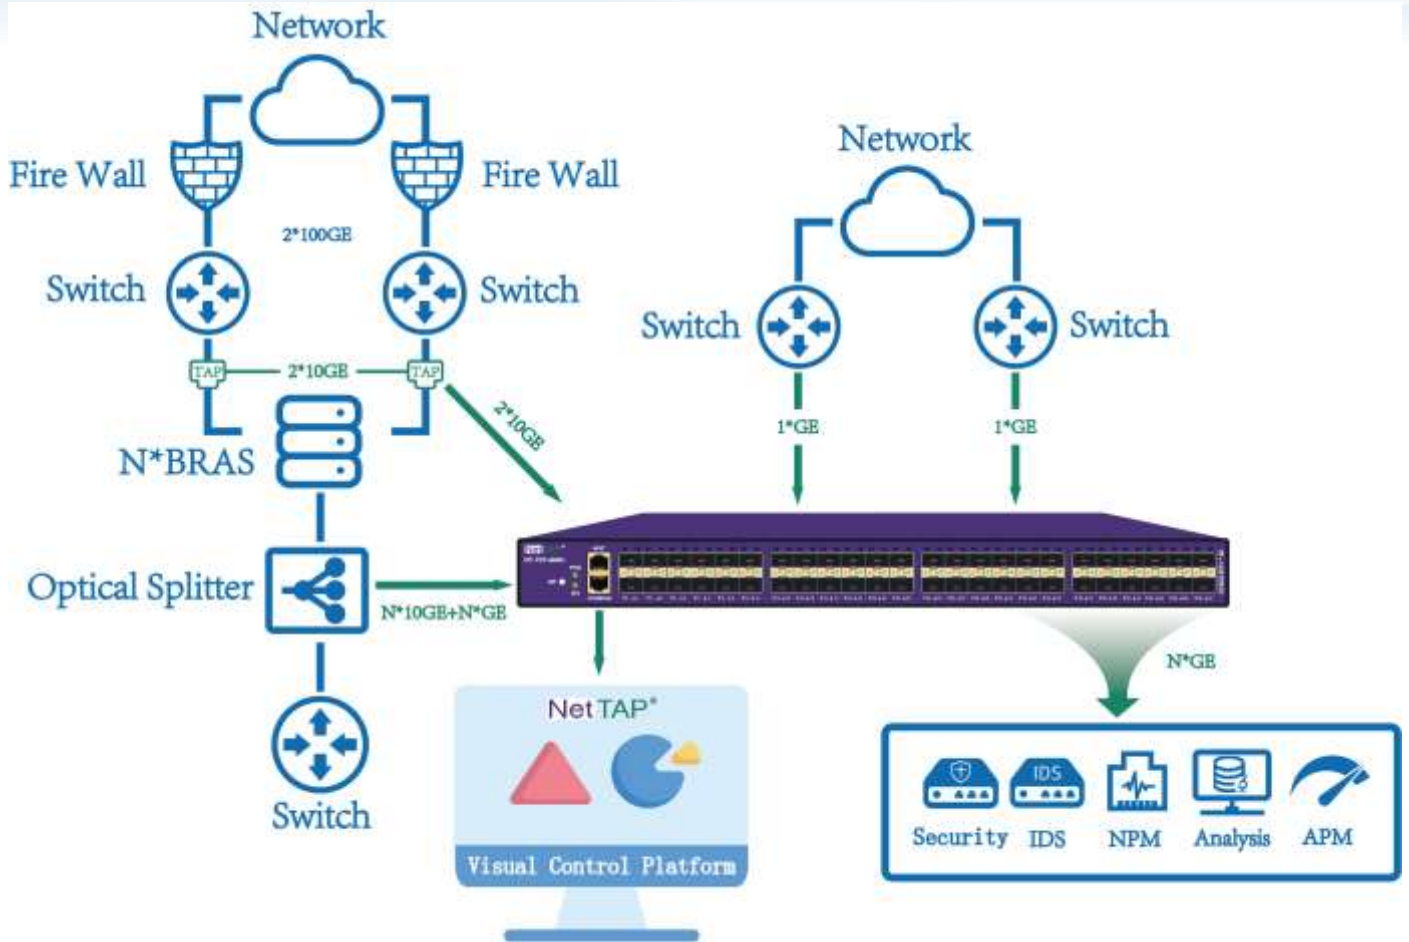 Network
Fire Wall
Fire Wall
2*100GE
Switch
Switch
TAP
2*10GE
TAP
2*10GE
N*BRAS
Optical Splitter
N*10GE+N*GE
Switch
Network
Switch
Switch
1*GE
1*GE
N*GE
NetTAP®
Visual Control Platform
IDS
Security
IDS
NPM
Analysis
APM